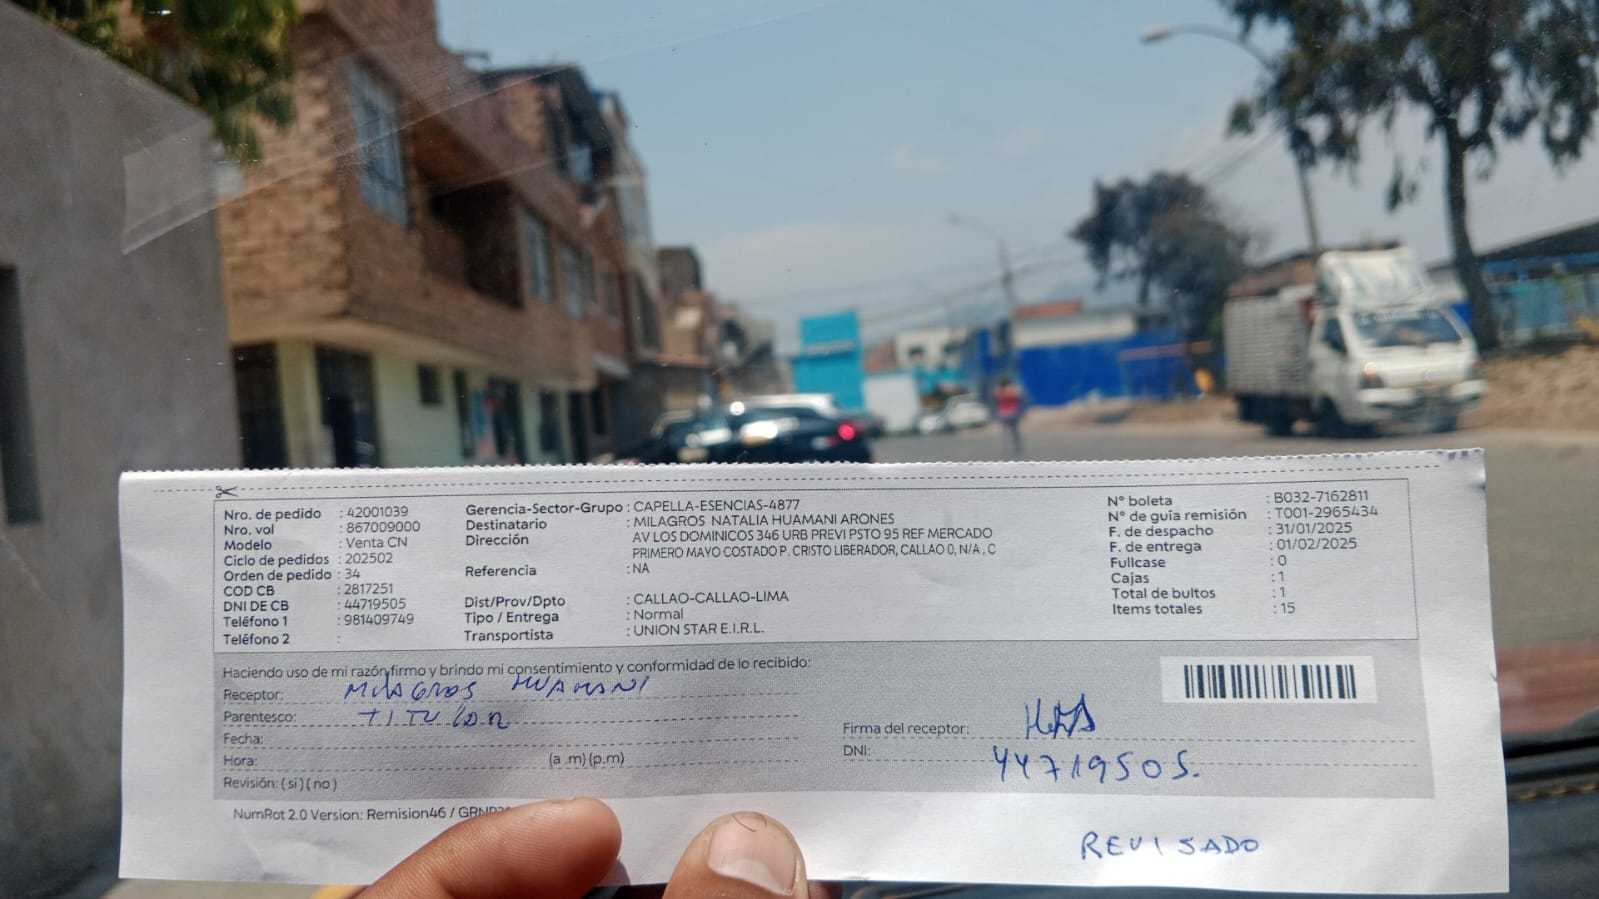 Nro. de pedido : 42001039
Nro. vol : 867009000
Modelo : Venta CN
Ciclo de pedidos : 202502
Orden de pedido : 34
COD CB : 2817251
DNI DE CB : 44719505
Teléfono 1 : 981409749
Teléfono 2 :
Gerencia-Sector-Grupo : CAPELLA-ESENCIAS-4877
Destinatario : MILAGROS NATALIA HUAMANI ARONES
Dirección AV LOS DOMINICOS 346 URB PREVI PSTO 95 REF MERCADO
PRIMERO MAYO COSTADO P. CRISTO LIBERADOR, CALLAO 0, N/A , C
Referencia : NA
Dist/Prov/Dpto : CALLAO-CALLAO-LIMA
Tipo / Entrega : Normal
Transportista : UNION STAR E.I.R.L.
N° boleta : B032-7162811
N° de guía remisión : T001-2965434
F. de despacho : 31/01/2025
F. de entrega : 01/02/2025
Fullcase : 0
Cajas : 1
Total de bultos : 1
Items totales : 15
Haciendo uso de mi razón,firmo y brindo mi consentimiento y conformidad de lo recibido:
Receptor: MILAGROS HUAMANI
Parentesco: TITULAR
Fecha:
Hora: (a .m) (p.m)
Revisión: ( si ) ( no )
Firma del receptor:
DNI: 44719505.
NumRot 2.0 Version: Remision46 /
REVISADO